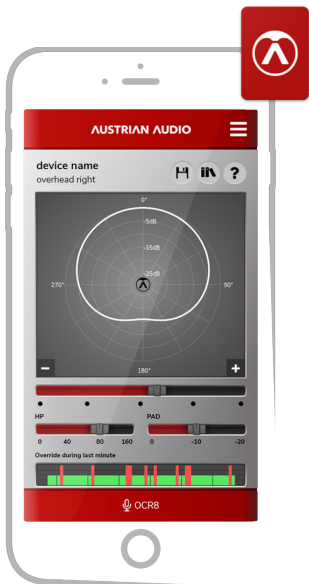 AUSTRIAN AUDIO
device name
overhead right
?
0°
-5dB
-15dB
-25dB
270°
90°
180°
HP
PAD
0 40 80 160
0 -10 -20
Override during last minute
OCR8